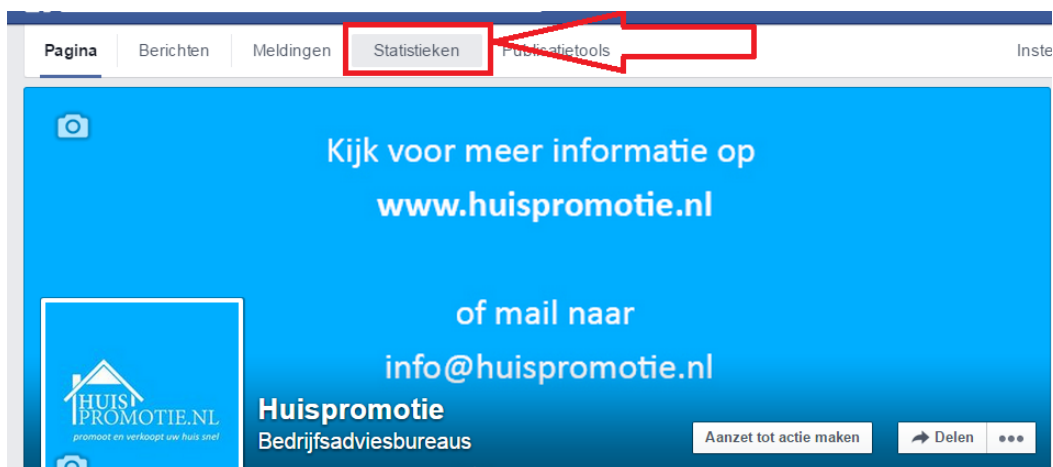 Pagina Berichten Meldingen Statistieken Publicatietools Inste
Kijk voor meer informatie op
www.huispromotie.nl
of mail naar
info@huispromotie.nl
HUIS
PROMOTIE.NL
promoot en verkoopt uw huis snel
Huispromotie
Bedrijfsadviesbureaus
Aanzet tot actie maken Delen